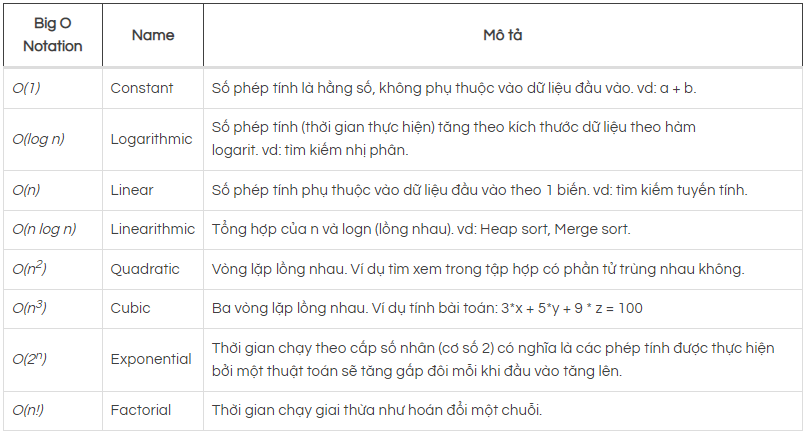 Big O
Notation
Name
Mô tả
O(1)
Constant
Số phép tính là hằng số, không phụ thuộc vào dữ liệu đầu vào. vd: a + b.
O(log n)
Logarithmic
Số phép tính (thời gian thực hiện) tăng theo kích thước dữ liệu theo hàm
logarit. vd: tìm kiếm nhị phân.
O(n)
Linear
Số phép tính phụ thuộc vào dữ liệu đầu vào theo 1 biến. vd: tìm kiếm tuyến tính.
O(n log n)
Linearithmic
Tổng hợp của n và logn (lồng nhau). vd: Heap sort, Merge sort.
O(n²)
Quadratic
Vòng lặp lồng nhau. Ví dụ tìm xem trong tập hợp có phần tử trùng nhau không.
O(n³)
Cubic
Ba vòng lặp lồng nhau. Ví dụ tính bài toán: 3*x + 5*y + 9 * z = 100
O(2ⁿ)
Exponential
Thời gian chạy theo cấp số nhân (cơ số 2) có nghĩa là các phép tính được thực hiện
bởi một thuật toán sẽ tăng gấp đôi mỗi khi đầu vào tăng lên.
O(n!)
Factorial
Thời gian chạy giai thừa như hoán đổi một chuỗi.